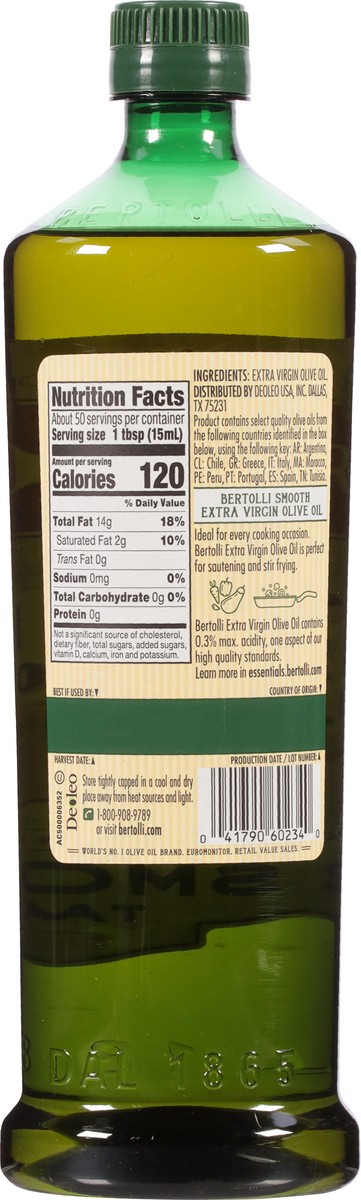 BERTOLLI
Nutrition Facts
About 50 servings per container
Serving size 1 tbsp (15mL)
Amount per serving
Calories 120
% Daily Value
Total Fat 14g 18%
Saturated Fat 2g 10%
Trans Fat 0g
Sodium 0mg 0%
Total Carbohydrate 0g 0%
Protein 0g
Not a significant source of cholesterol,
dietary fiber, total sugars, added sugars,
vitamin D, calcium, iron and potassium.
INGREDIENTS: EXTRA VIRGIN OLIVE OIL.
DISTRIBUTED BY DEOLEO USA, INC. DALLAS,
TX 75231
Product contains select quality olive oils from
the following countries identified in the box
below, using the following key: AR: Argentina,
CL: Chile, GR: Greece, IT: Italy, MA: Morocco,
PE: Peru, PT: Portugal, ES: Spain, TN: Tunisia.
BERTOLLI SMOOTH
EXTRA VIRGIN OLIVE OIL
Ideal for every cooking occasion.
Bertolli Extra Virgin Olive Oil is perfect
for sautéing and stir frying.
Bertolli Extra Virgin Olive Oil contains
0.3% max. acidity, one aspect of our
high quality standards.
Learn more in essentials.bertolli.com
BEST IF USED BY:▼ COUNTRY OF ORIGIN:▼
HARVEST DATE:▲ PRODUCTION DATE / LOT NUMBER:▲
AC500006352 ©
Deoleo
Store tightly capped in a cool and dry
place away from heat sources and light.
1-800-908-9789
or visit bertolli.com
0 41790 60234 0
WORLD'S NO. 1 OLIVE OIL BRAND. EUROMONITOR, RETAIL VALUE SALES.
DAL 1865